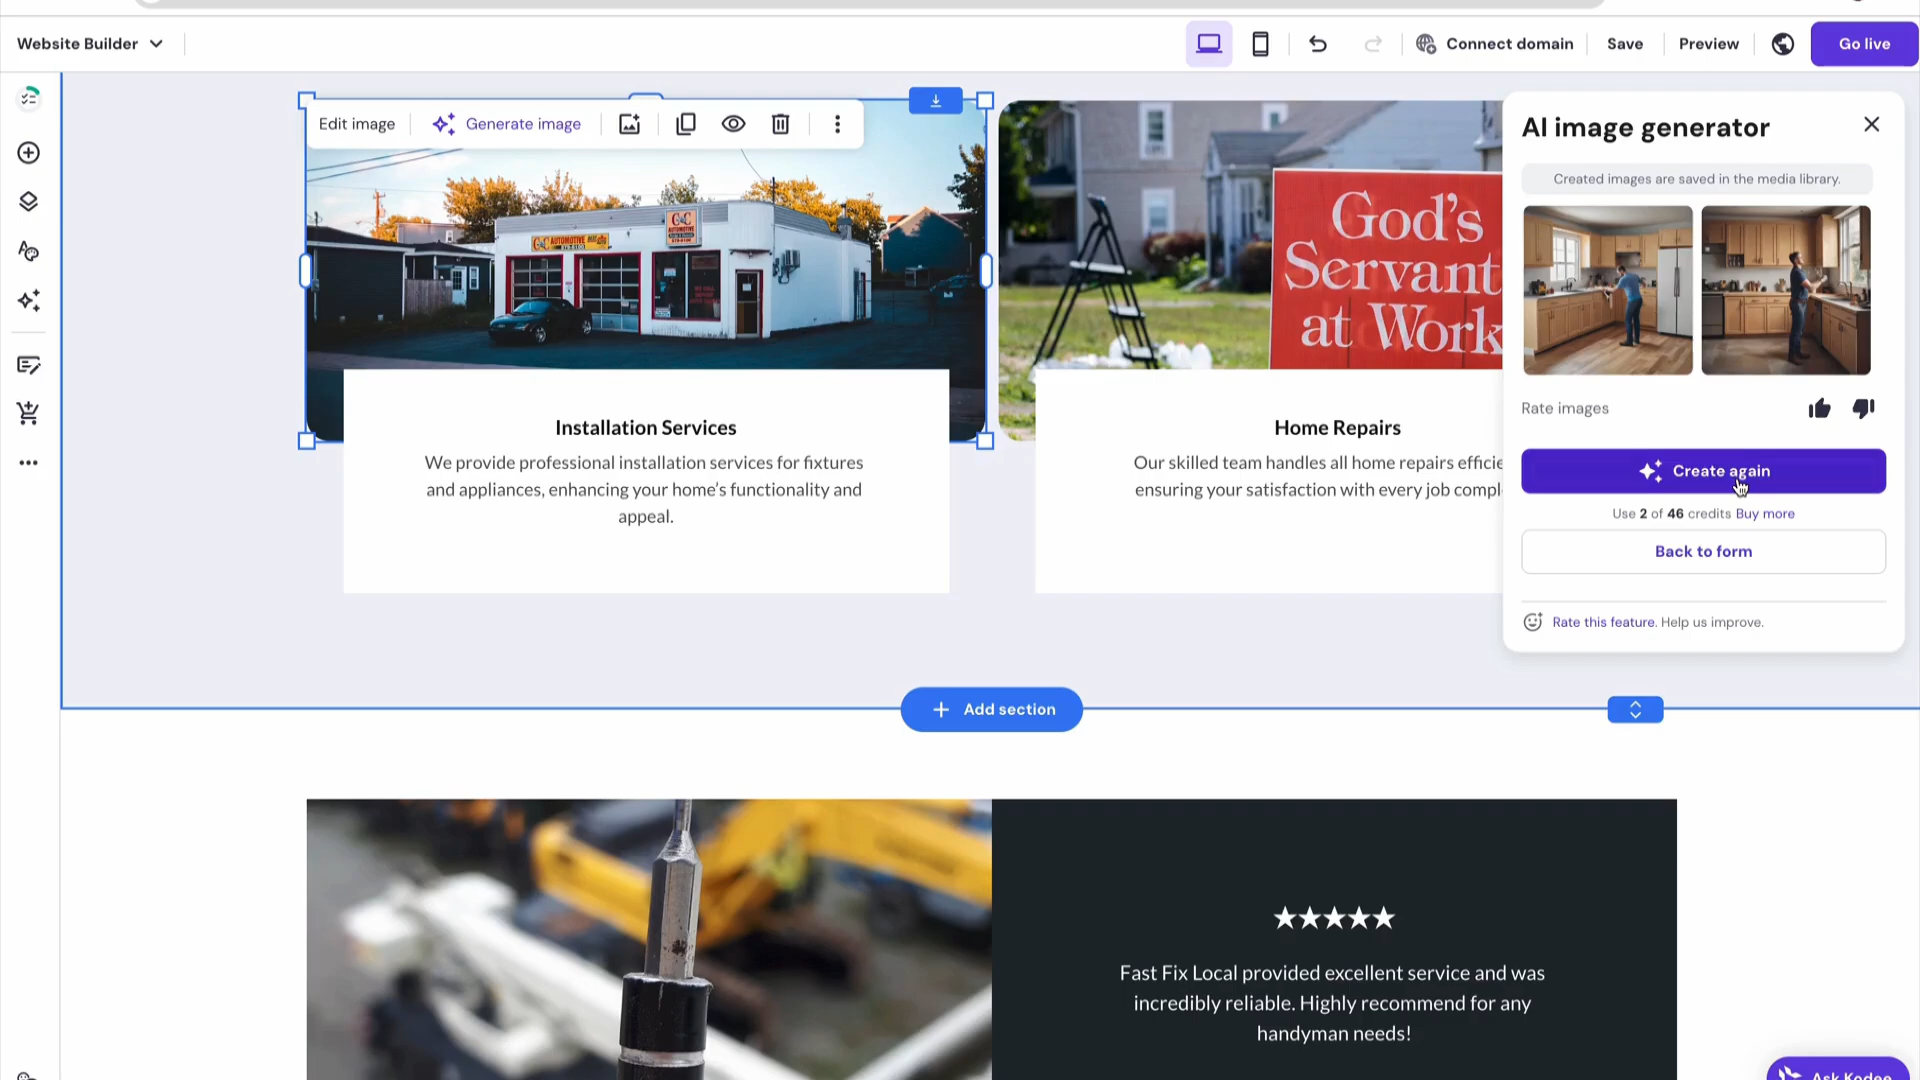 Website Builder
Connect domain
Save
Preview
Go live
Edit image
Generate image
G&C
AUTOMOTIVE
G&C AUTOMOTIVE
God's
Servant
at Work
AI image generator
Created images are saved in the media library.
Rate images
Create again
Use 2 of 46 credits Buy more
Back to form
Rate this feature. Help us improve.
Installation Services
We provide professional installation services for fixtures
and appliances, enhancing your home's functionality and
appeal.
Home Repairs
Our skilled team handles all home repairs efficie
ensuring your satisfaction with every job compl
Add section
★★★★★
Fast Fix Local provided excellent service and was
incredibly reliable. Highly recommend for any
handyman needs!
Ask Kodee